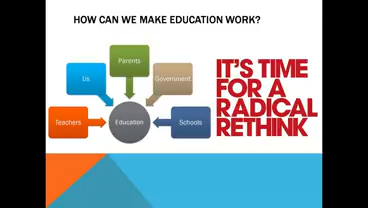 HOW CAN WE MAKE EDUCATION WORK?
Parents
Us
Government
Teachers
Education
Schools
IT'S TIME
FOR A
RADICAL
RETHINK